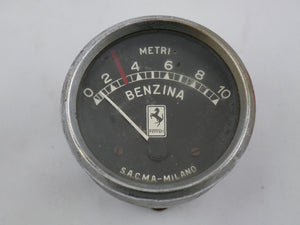 METRI
0 2 4 6 8 10
BENZINA
S.A.C.M.A-MILANO